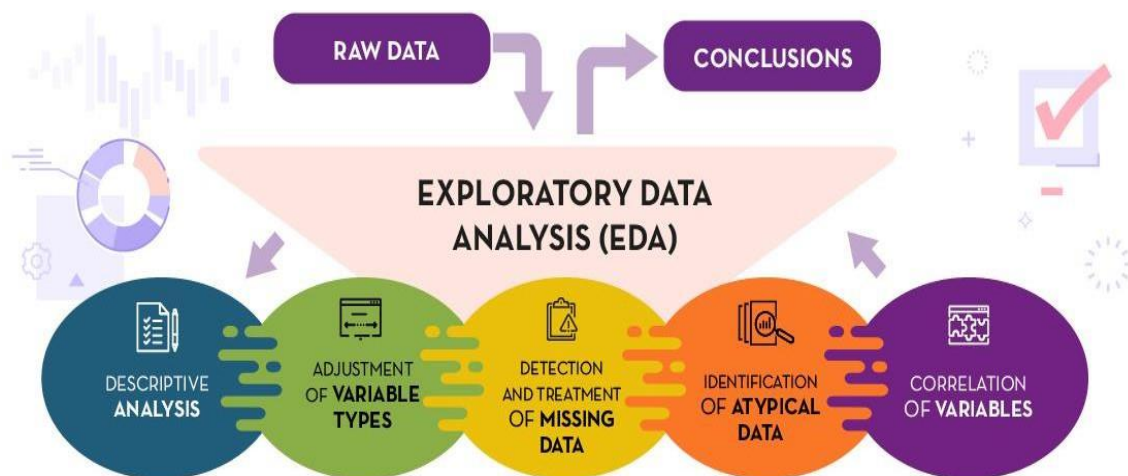 RAW DATA
CONCLUSIONS
EXPLORATORY DATA
ANALYSIS (EDA)
DESCRIPTIVE
ANALYSIS
ADJUSTMENT
OF VARIABLE
TYPES
DETECTION
AND TREATMENT
OF MISSING
DATA
IDENTIFICATION
OF ATYPICAL
DATA
CORRELATION
OF VARIABLES